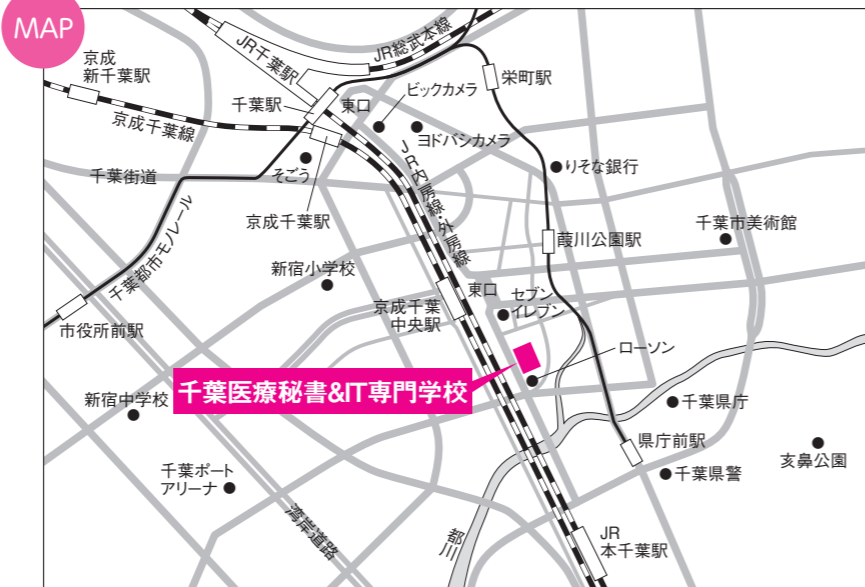 MAP
京成
新千葉駅
JR千葉駅
JR総武本線
千葉駅
東口
ビックカメラ
栄町駅
京成千葉線
ヨドバシカメラ
千葉街道
そごう
りそな銀行
京成千葉駅
JR内房線・外房線
葭川公園駅
千葉市美術館
千葉都市モノレール
新宿小学校
京成千葉
中央駅
東口
セブン
イレブン
市役所前駅
ローソン
千葉医療秘書&IT専門学校
新宿中学校
千葉県庁
県庁前駅
亥鼻公園
千葉ポート
アリーナ
千葉県警
湾岸道路
都川
JR
本千葉駅